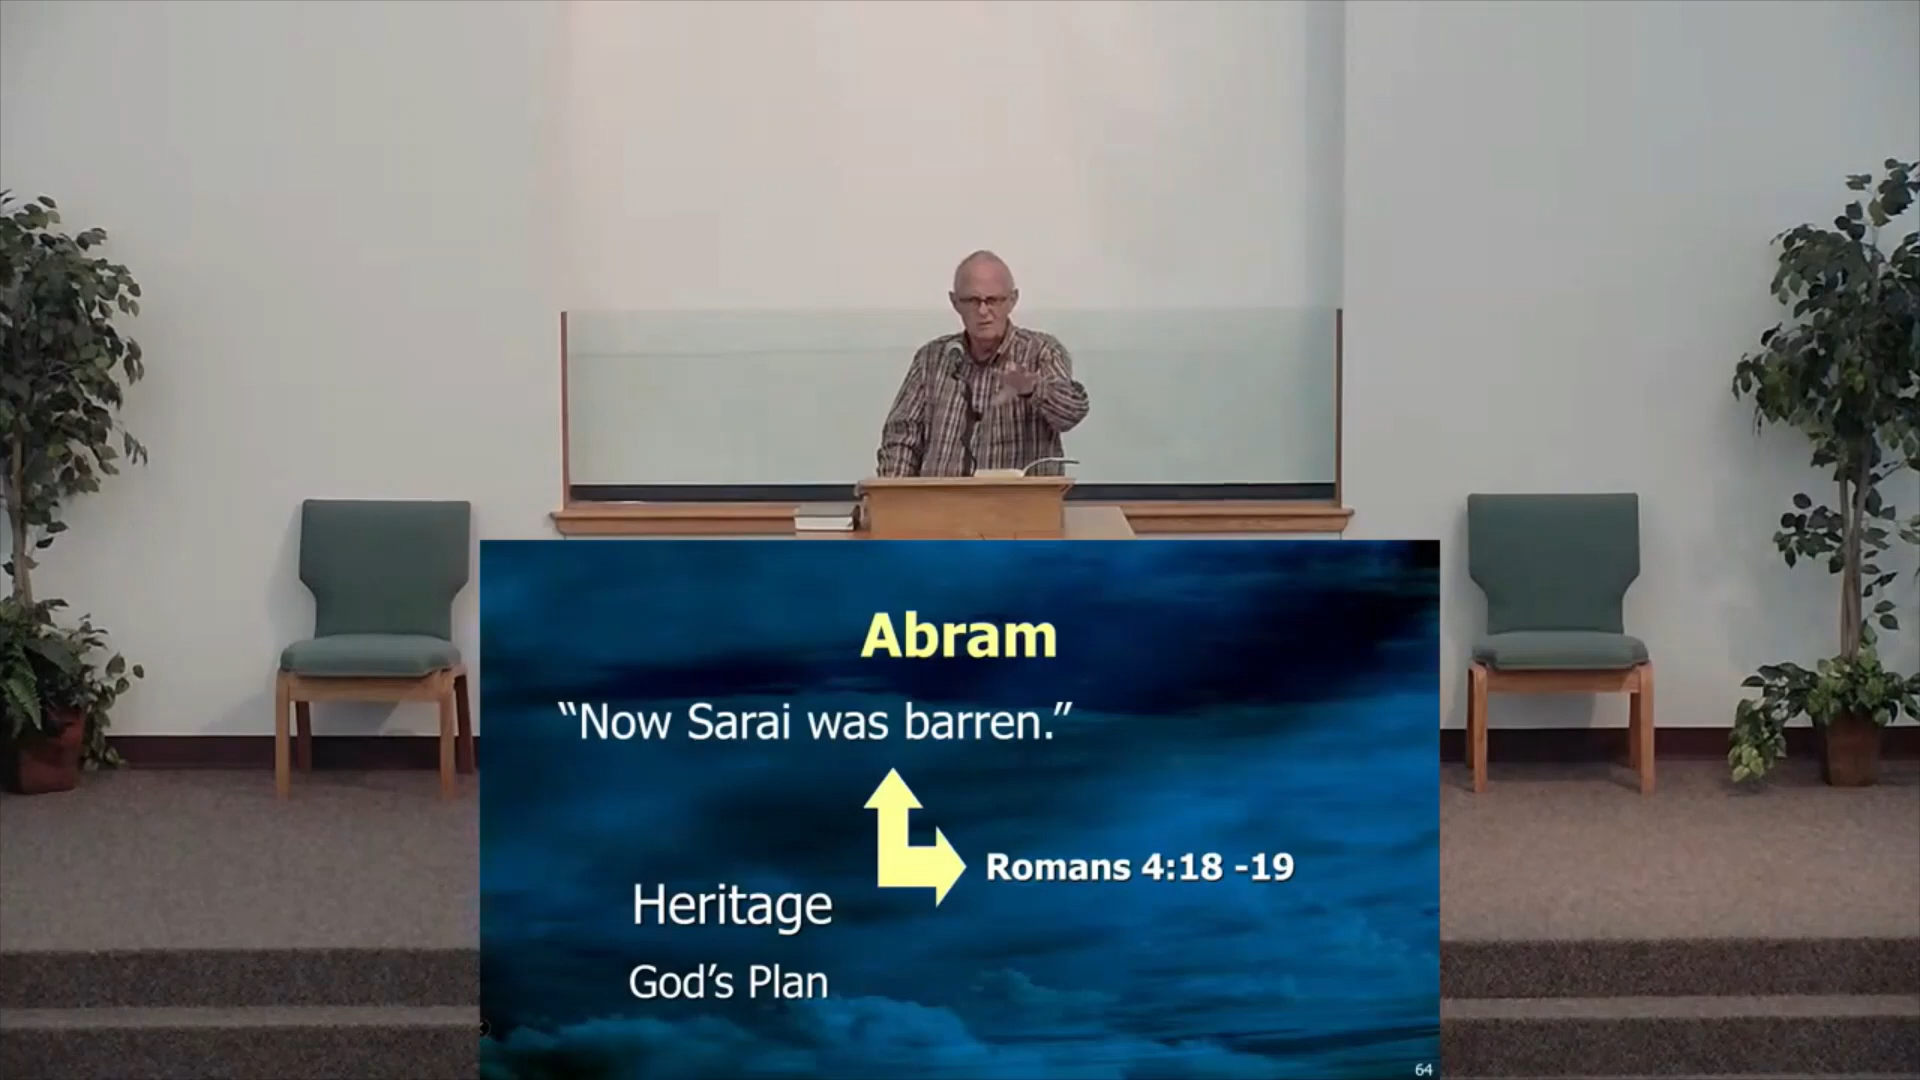 Abram
“Now Sarai was barren.”
Romans 4:18 -19
Heritage
God’s Plan
64